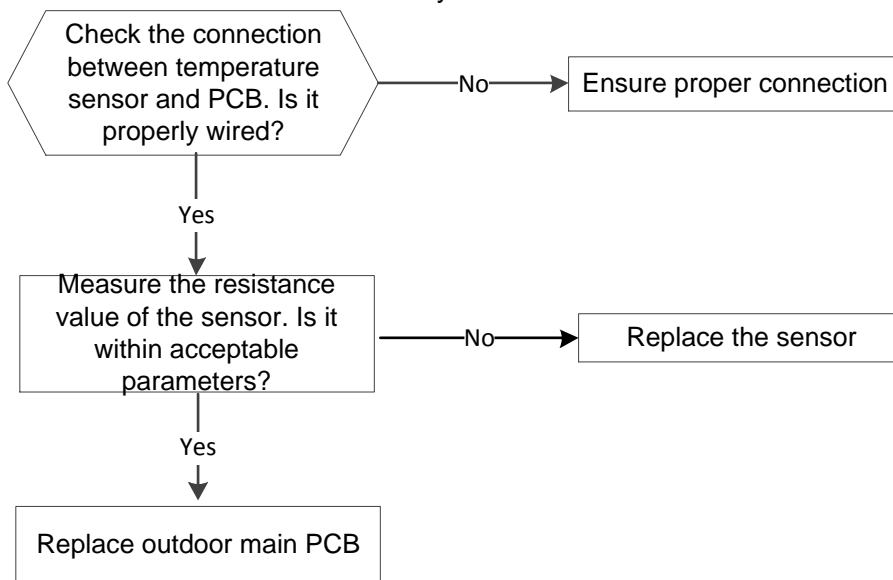 Check the connection
between temperature
sensor and PCB. Is it
properly wired?
No
Ensure proper connection
Yes
Measure the resistance
value of the sensor. Is it
within acceptable
parameters?
No
Replace the sensor
Yes
Replace outdoor main PCB